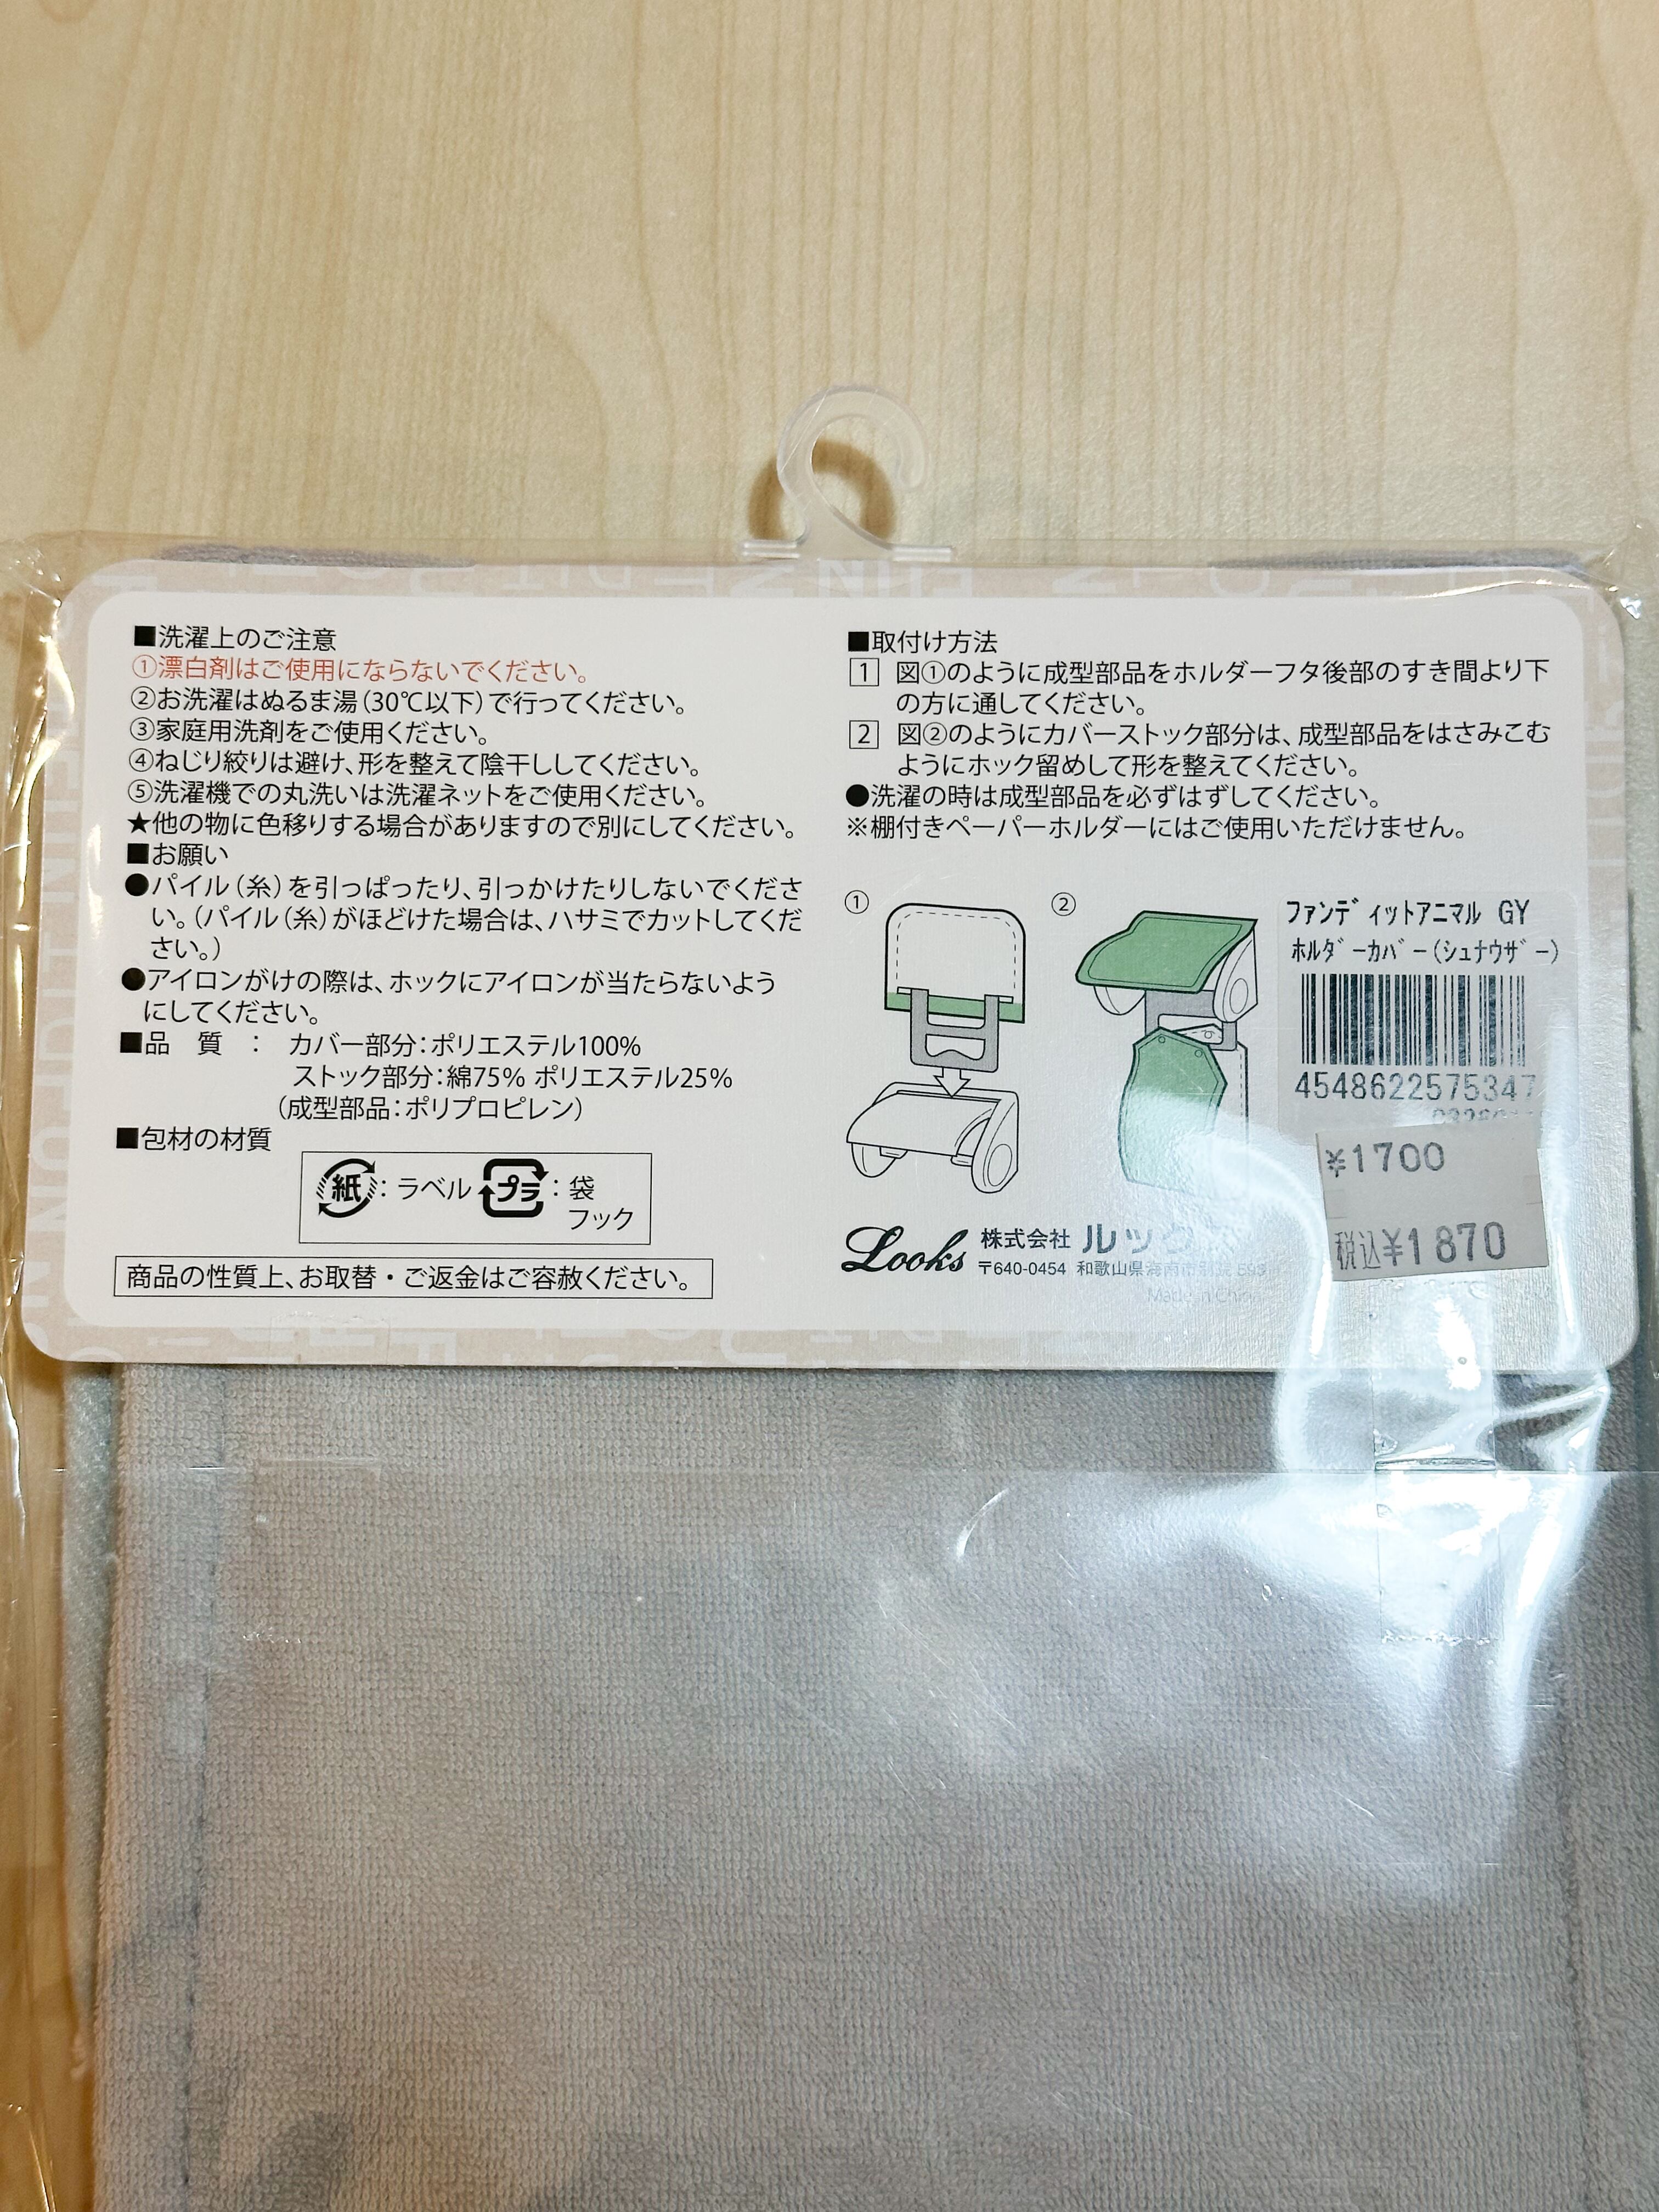 ■洗濯上のご注意
①漂白剤はご使用にならないでください。
②お洗濯はぬるま湯(30℃以下)で行ってください。
③家庭用洗剤をご使用ください。
④ねじり絞りは避け、形を整えて陰干ししてください。
⑤洗濯機での丸洗いは洗濯ネットをご使用ください。
★他の物に色移りする場合がありますので別にしてください。
■お願い
●パイル(糸)を引っぱったり、引っかけたりしないでくださ
い。(パイル(糸)がほどけた場合は、ハサミでカットしてくだ
さい。)
●アイロンがけの際は、ホックにアイロンが当たらないよう
にしてください。
■品 質 : カバー部分:ポリエステル100%
ストック部分:綿75% ポリエステル25%
(成型部品:ポリプロピレン)
■包材の材質
紙:ラベル プラ:袋
フック
商品の性質上、お取替・ご返金はご容赦ください。
■取付け方法
1 図①のように成型部品をホルダーフタ後部のすき間より下
の方に通してください。
2 図②のようにカバーストック部分は、成型部品をはさみこむ
ようにホック留めして形を整えてください。
●洗濯の時は成型部品を必ずはずしてください。
※棚付きペーパーホルダーにはご使用いただけません。
① ②
ファンディットアニマル GY
ホルダーカバー(シュナウザー)
4548622575347
¥1700
税込¥1870
Looks 株式会社 ルック
〒640-0454 和歌山県海南市
Made in China